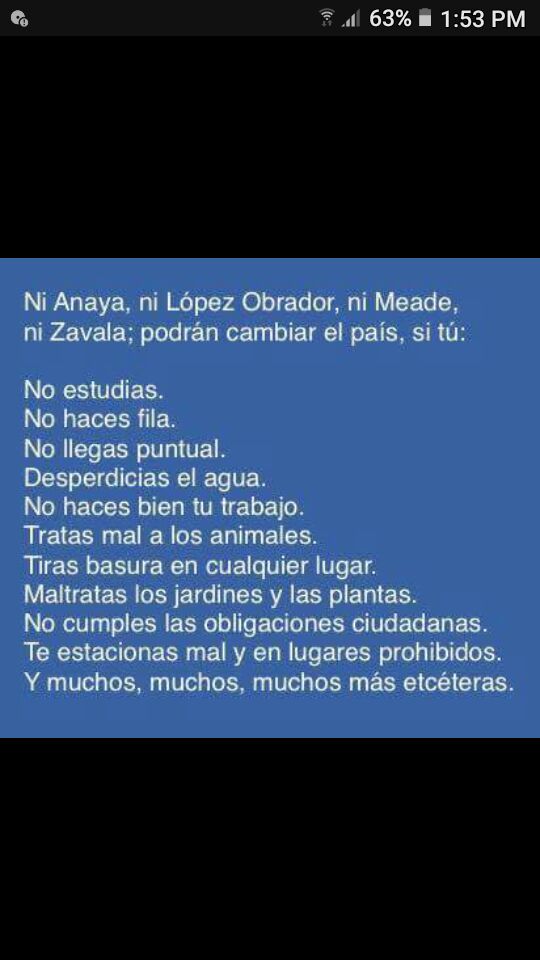 63% 1:53 PM
Ni Anaya, ni López Obrador, ni Meade,
ni Zavala; podrán cambiar el país, si tú:
No estudias.
No haces fila.
No llegas puntual.
Desperdicias el agua.
No haces bien tu trabajo.
Tratas mal a los animales.
Tiras basura en cualquier lugar.
Maltratas los jardines y las plantas.
No cumples las obligaciones ciudadanas.
Te estacionas mal y en lugares prohibidos.
Y muchos, muchos, muchos más etcéteras.